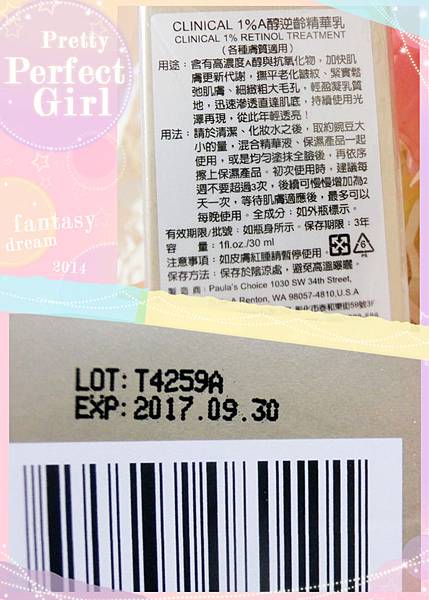 Pretty
Perfect
Girl
fantasy
dream
2014
CLINICAL 1%A醇逆齡精華乳
CLINICAL 1% RETINOL TREATMENT
(各種膚質適用)
用途：含有高濃度A醇與抗氧化物，加快肌
膚更新代謝，撫平老化皺紋、緊實鬆
弛肌膚、細緻粗大毛孔，輕盈凝乳質
地，迅速滲透直達肌底，持續使用光
澤再現，從此年輕透亮！
用法：請於清潔、化妝水之後，取約豌豆大
小的量，混合精華液、保濕產品一起
使用，或是均勻塗抹全臉後，再依序
擦上保濕產品。初次使用時，建議每
週不要超過3次，後續可慢慢增加為2
天一次，等待肌膚適應後，最多可以
每晚使用。全成分：如外瓶標示。
有效期限/批號：如瓶身所示。保存期限：3年
容　　量：1fl.oz./30 ml
注意事項：如皮膚紅腫請暫停使用。
保存方法：保存於陰涼處，避免高溫曝曬。
製造商：Paula's Choice 1030 SW 34th Street,
A Renton, WA 98057-4810,U.S.A
LOT: T4259A
EXP: 2017.09.30